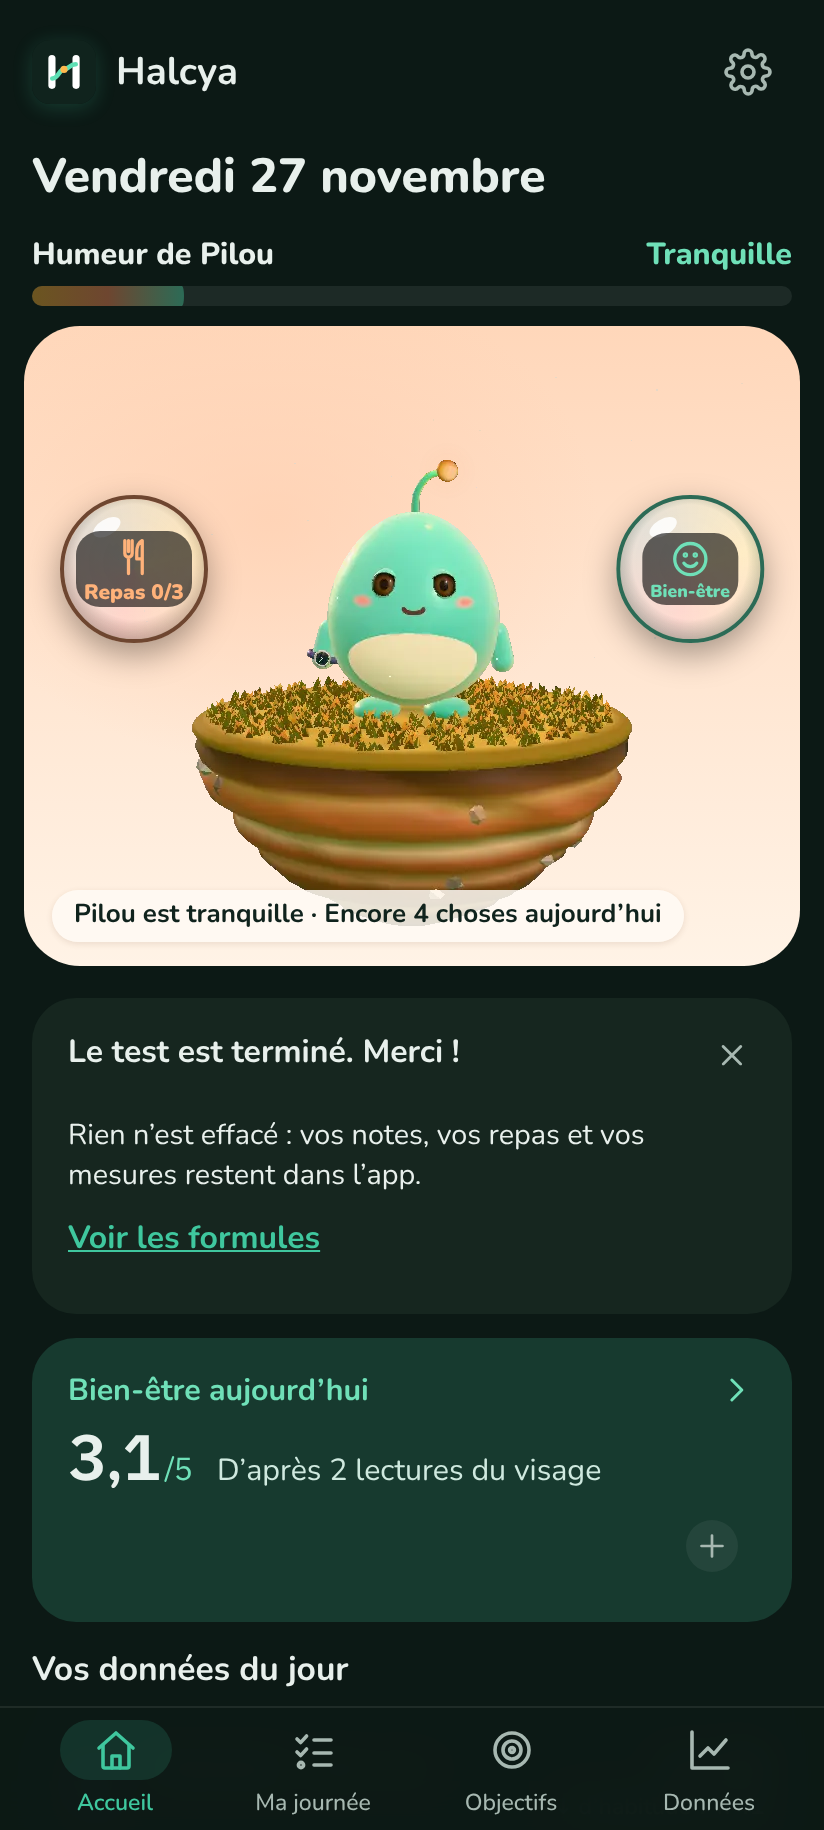 Halcya
Vendredi 27 novembre
Humeur de Pilou
Tranquille
Repas 0/3
Bien-être
Pilou est tranquille · Encore 4 choses aujourd’hui
Le test est terminé. Merci !
Rien n’est effacé : vos notes, vos repas et vos
mesures restent dans l’app.
Voir les formules
Bien-être aujourd’hui
3,1/5 D’après 2 lectures du visage
Vos données du jour
Accueil
Ma journée
Objectifs
Données